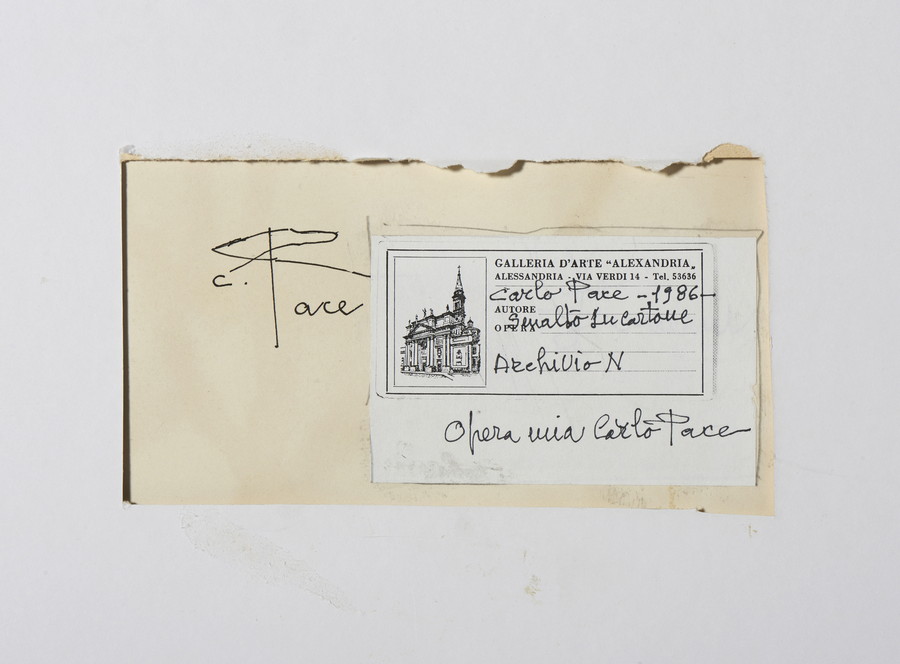 C. Pace
GALLERIA D'ARTE “ALEXANDRIA„
ALESSANDRIA - VIA VERDI 14 - Tel. 53636
Carlo Pace - 1986 -
AUTORE
Smalto Su Cartone
OPERA
Archivio N
Opera mia Carlo Pace